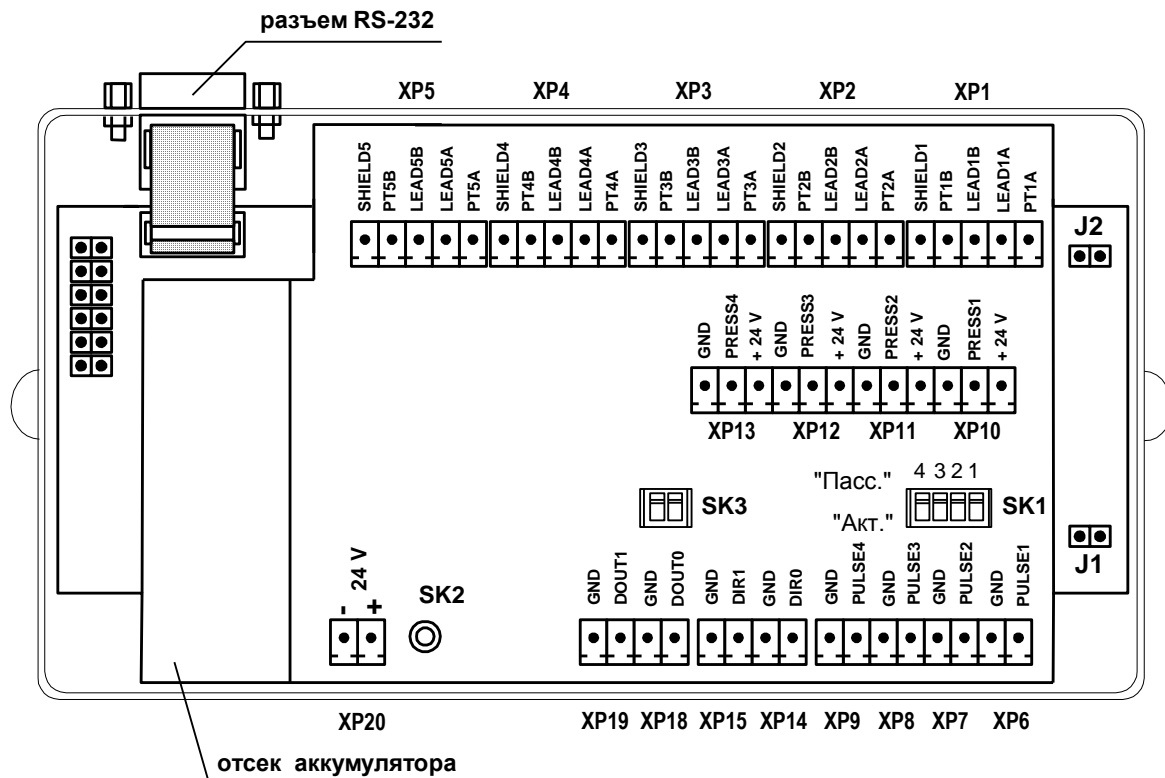 разъем RS-232
XP5 XP4 XP3 XP2 XP1
SHIELD5 PT5B LEAD5B LEAD5A PT5A SHIELD4 PT4B LEAD4B LEAD4A PT4A SHIELD3 PT3B LEAD3B LEAD3A PT3A SHIELD2 PT2B LEAD2B LEAD2A PT2A SHIELD1 PT1B LEAD1B LEAD1A PT1A
J2
GND PRESS4 + 24 V GND PRESS3 + 24 V GND PRESS2 + 24 V GND PRESS1 + 24 V
XP13 XP12 XP11 XP10
"Пасс." 4 3 2 1
SK3 SK1
"Акт."
J1
- 24 V +
SK2
GND DOUT1 GND DOUT0 GND DIR1 GND DIR0 GND PULSE4 GND PULSE3 GND PULSE2 GND PULSE1
XP20 XP19 XP18 XP15 XP14 XP9 XP8 XP7 XP6
отсек аккумулятора